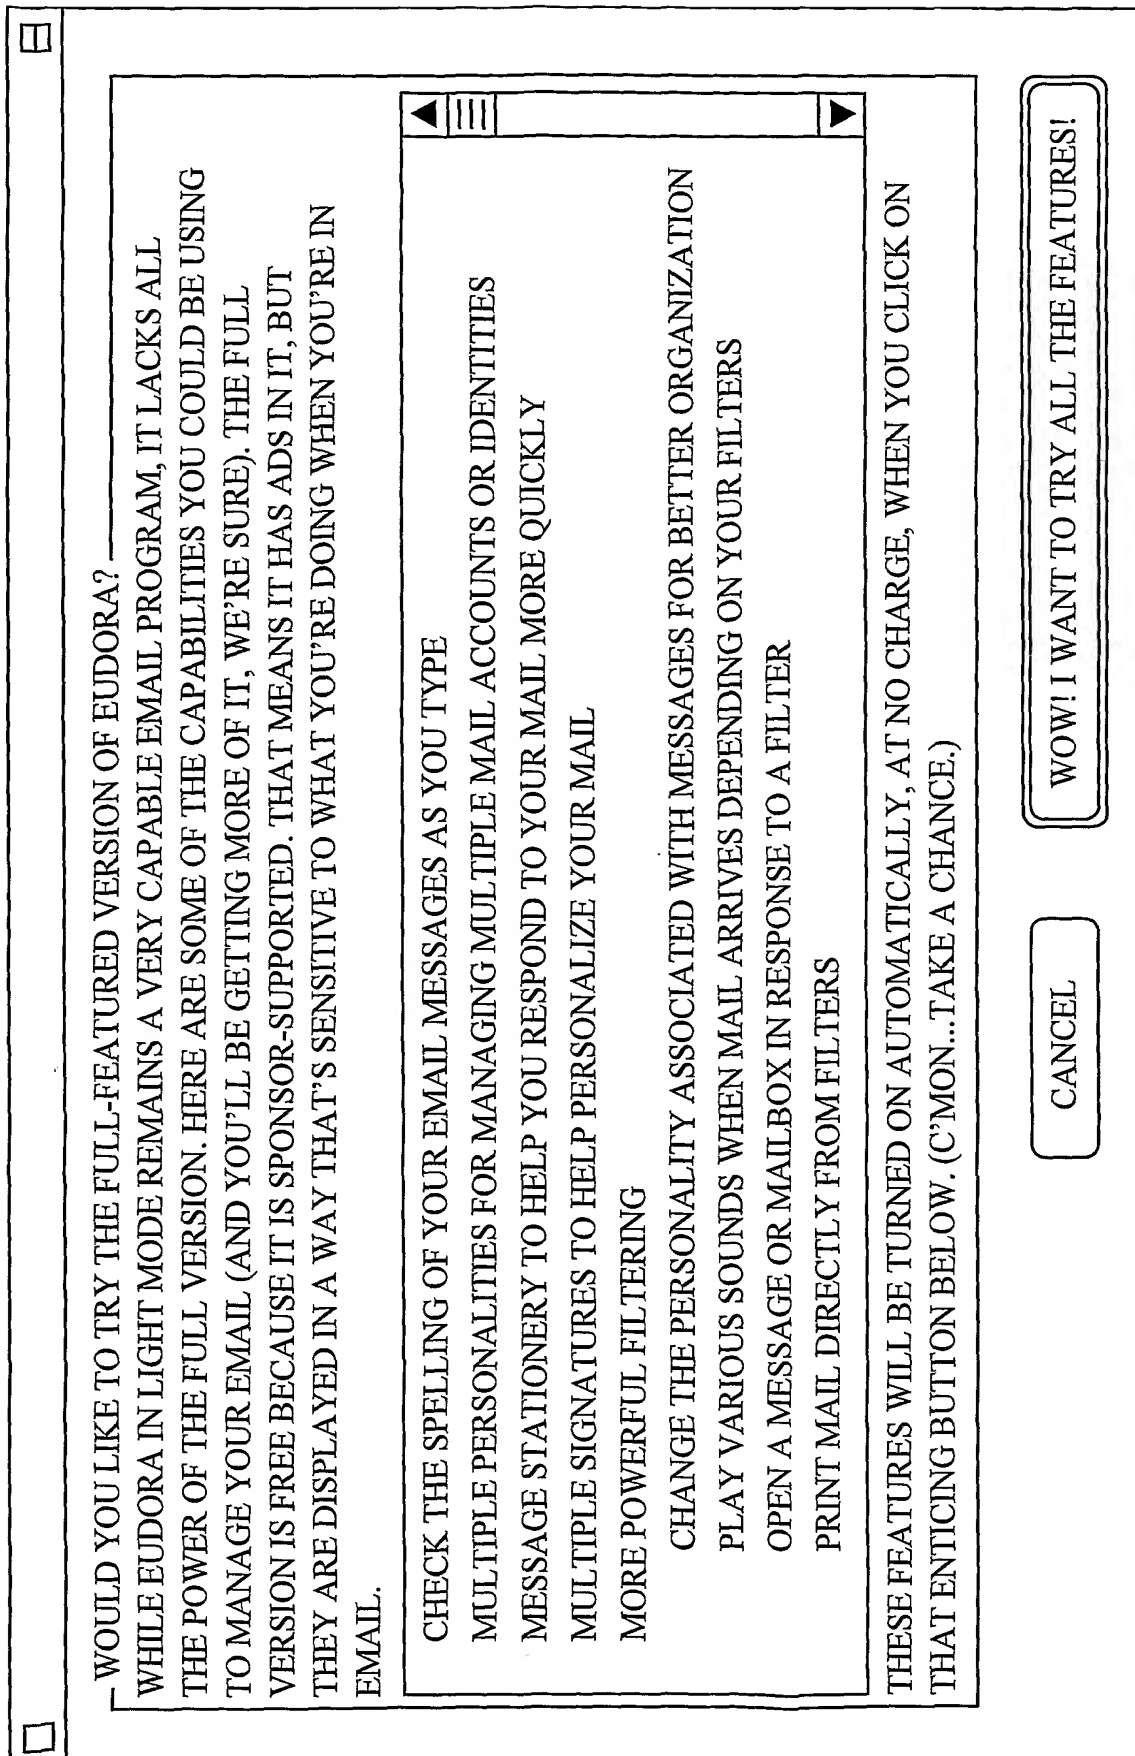 WOULD YOU LIKE TO TRY THE FULL-FEATURED VERSION OF EUDORA?
WHILE EUDORA IN LIGHT MODE REMAINS A VERY CAPABLE EMAIL PROGRAM, IT LACKS ALL
THE POWER OF THE FULL VERSION. HERE ARE SOME OF THE CAPABILITIES YOU COULD BE USING
TO MANAGE YOUR EMAIL (AND YOU'LL BE GETTING MORE OF IT, WE'RE SURE). THE FULL
VERSION IS FREE BECAUSE IT IS SPONSOR-SUPPORTED. THAT MEANS IT HAS ADS IN IT, BUT
THEY ARE DISPLAYED IN A WAY THAT'S SENSITIVE TO WHAT YOU'RE DOING WHEN YOU'RE IN
EMAIL.
CHECK THE SPELLING OF YOUR EMAIL MESSAGES AS YOU TYPE
MULTIPLE PERSONALITIES FOR MANAGING MULTIPLE MAIL ACCOUNTS OR IDENTITIES
MESSAGE STATIONERY TO HELP YOU RESPOND TO YOUR MAIL MORE QUICKLY
MULTIPLE SIGNATURES TO HELP PERSONALIZE YOUR MAIL
MORE POWERFUL FILTERING
CHANGE THE PERSONALITY ASSOCIATED WITH MESSAGES FOR BETTER ORGANIZATION
PLAY VARIOUS SOUNDS WHEN MAIL ARRIVES DEPENDING ON YOUR FILTERS
OPEN A MESSAGE OR MAILBOX IN RESPONSE TO A FILTER
PRINT MAIL DIRECTLY FROM FILTERS
THESE FEATURES WILL BE TURNED ON AUTOMATICALLY, AT NO CHARGE, WHEN YOU CLICK ON
THAT ENTICING BUTTON BELOW. (C'MON...TAKE A CHANCE.)
CANCEL
WOW! I WANT TO TRY ALL THE FEATURES!